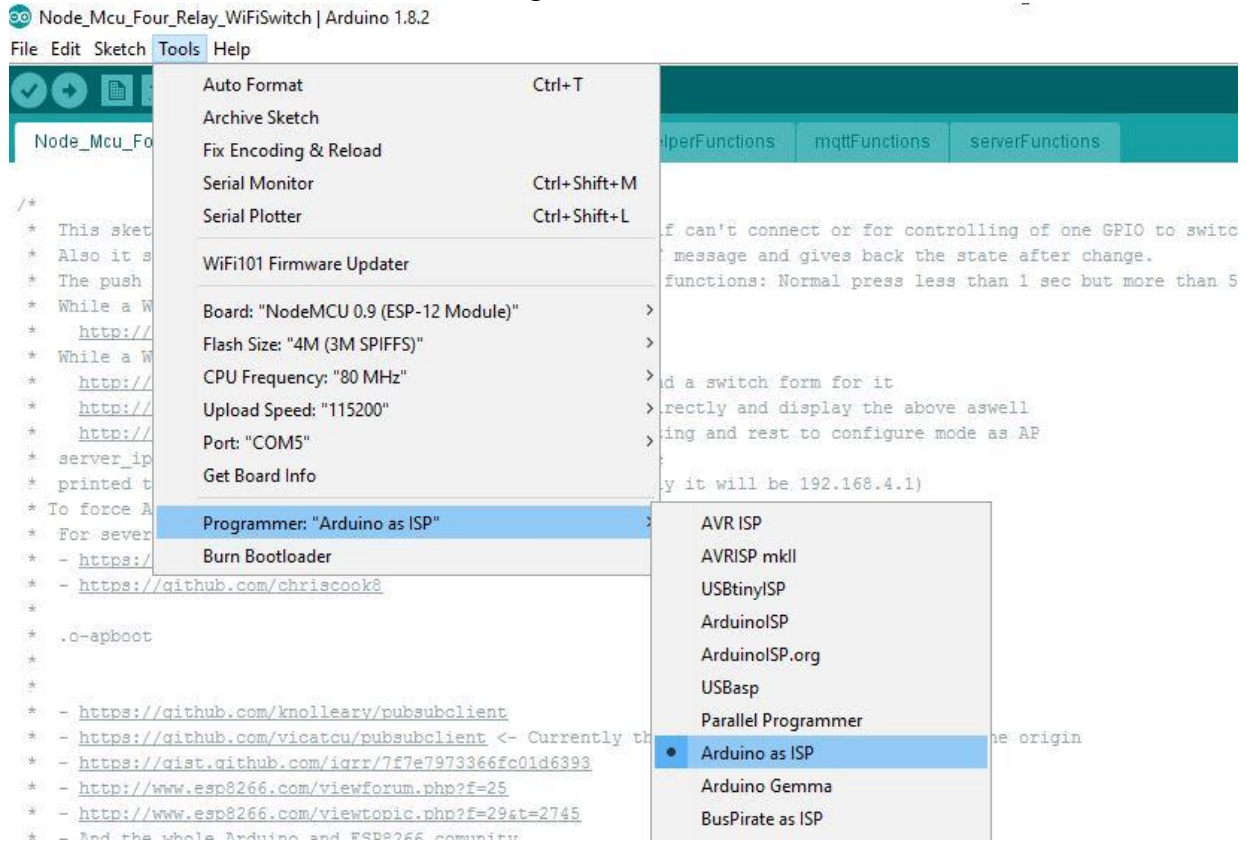 Node_Mcu_Four_Relay_WiFiSwitch | Arduino 1.8.2
File Edit Sketch Tools Help
Auto Format Ctrl+T
Archive Sketch
Fix Encoding & Reload
Serial Monitor Ctrl+Shift+M
Serial Plotter Ctrl+Shift+L
WiFi101 Firmware Updater
Board: "NodeMCU 0.9 (ESP-12 Module)"
Flash Size: "4M (3M SPIFFS)"
CPU Frequency: "80 MHz"
Upload Speed: "115200"
Port: "COM5"
Get Board Info
Programmer: "Arduino as ISP"
Burn Bootloader
AVR ISP
AVRISP mkII
USBtinyISP
ArduinoISP
ArduinoISP.org
USBasp
Parallel Programmer
Arduino as ISP
Arduino Gemma
BusPirate as ISP
Node_Mcu_Fo lperFunctions mqttFunctions serverFunctions
/*
* This sket if can't connect or for controlling of one GPIO to switc
* Also it s message and gives back the state after change.
* The push functions: Normal press less than 1 sec but more than 5
* While a W
* http://
* While a W
* http:// d a switch form for it
* http:// rectly and display the above aswell
* http:// ing and rest to configure mode as AP
* server_ip
* printed t y it will be 192.168.4.1)
* To force A
* For sever
* - https:/
* - https://github.com/chriscook8
*
* .o-apboot
*
*
* - https://github.com/knolleary/pubsubclient
* - https://github.com/vicatcu/pubsubclient <- Currently th he origin
* - https://gist.github.com/igrr/7f7e7973366fc01d6393
* - http://www.esp8266.com/viewforum.php?f=25
* - http://www.esp8266.com/viewtopic.php?f=29&t=2745
* - And the whole Arduino and ESP8266 comunity